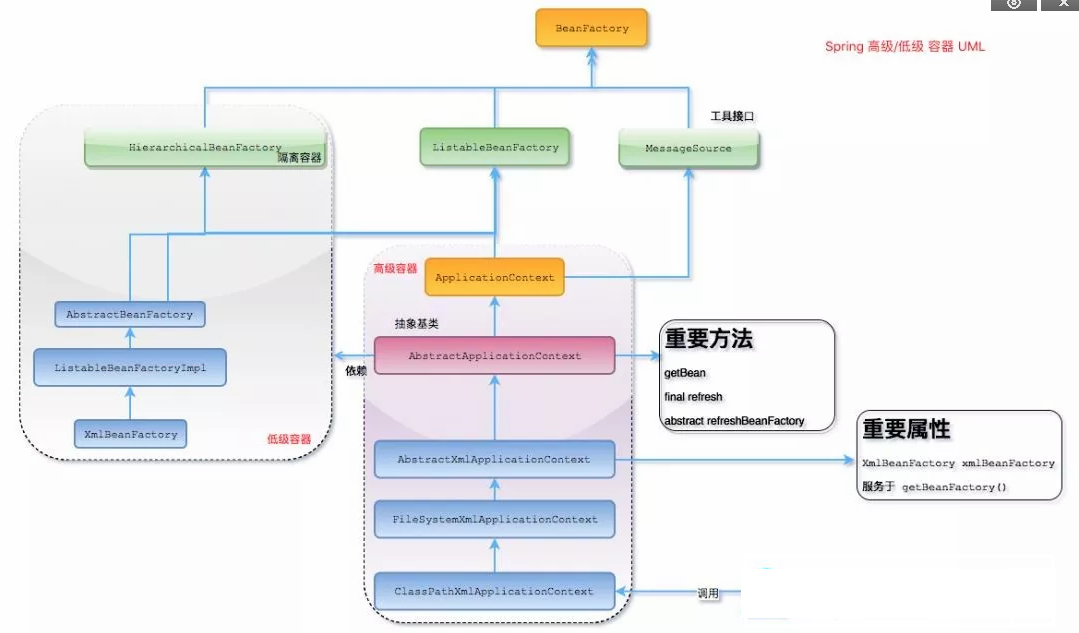 BeanFactory
Spring 高级/低级 容器 UML
工具接口
HierarchicalBeanFactory
隔离容器
ListableBeanFactory
MessageSource
高级容器
ApplicationContext
AbstractBeanFactory
抽象基类
AbstractApplicationContext
依赖
ListableBeanFactoryImpl
XmlBeanFactory
低级容器
重要方法
getBean
final refresh
abstract refreshBeanFactory
AbstractXmlApplicationContext
重要属性
XmlBeanFactory xmlBeanFactory
服务于 getBeanFactory()
FileSystemXmlApplicationContext
ClassPathXmlApplicationContext
调用